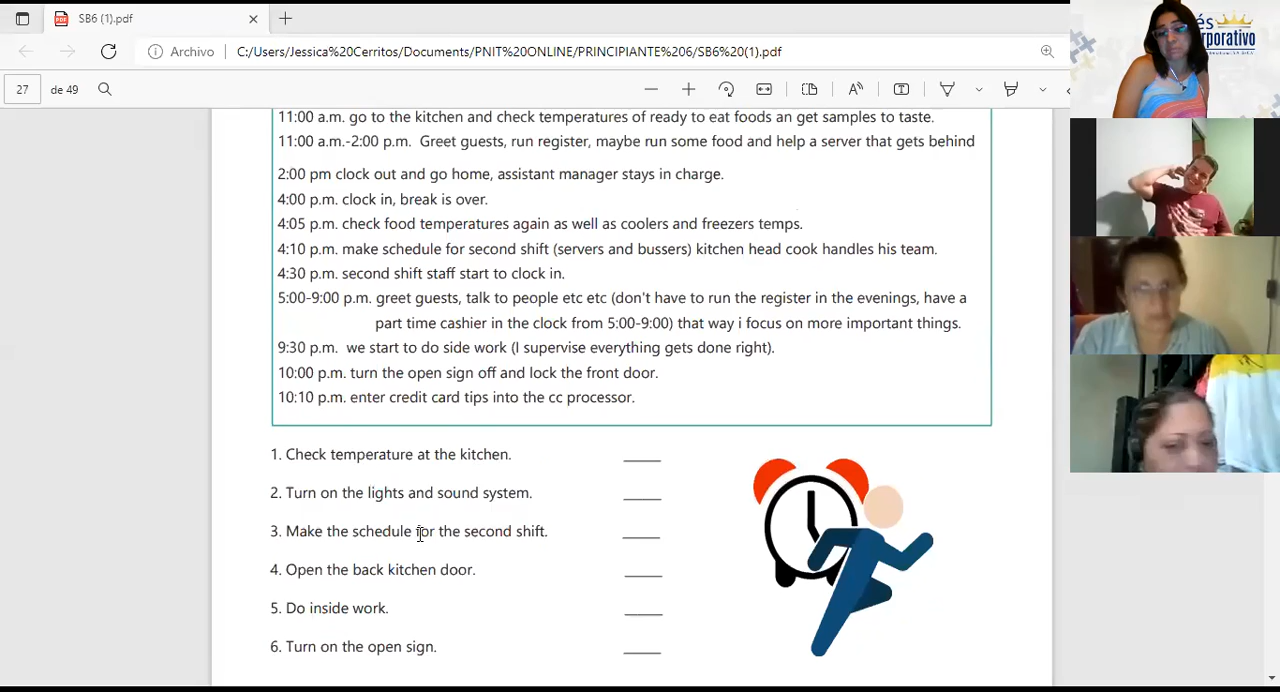 SB6 (1).pdf
Archivo
C:/Users/Jessica%20Cerritos/Documents/PNIT%20ONLINE/PRINCIPIANTE%206/SB6%20(1).pdf
27
de 49
11:00 a.m. go to the kitchen and check temperatures of ready to eat foods an get samples to taste.
11:00 a.m.-2:00 p.m. Greet guests, run register, maybe run some food and help a server that gets behind
2:00 pm clock out and go home, assistant manager stays in charge.
4:00 p.m. clock in, break is over.
4:05 p.m. check food temperatures again as well as coolers and freezers temps.
4:10 p.m. make schedule for second shift (servers and bussers) kitchen head cook handles his team.
4:30 p.m. second shift staff start to clock in.
5:00-9:00 p.m. greet guests, talk to people etc etc (don't have to run the register in the evenings, have a
part time cashier in the clock from 5:00-9:00) that way i focus on more important things.
9:30 p.m. we start to do side work (I supervise everything gets done right).
10:00 p.m. turn the open sign off and lock the front door.
10:10 p.m. enter credit card tips into the cc processor.
1. Check temperature at the kitchen.
2. Turn on the lights and sound system.
3. Make the schedule for the second shift.
4. Open the back kitchen door.
5. Do inside work.
6. Turn on the open sign.